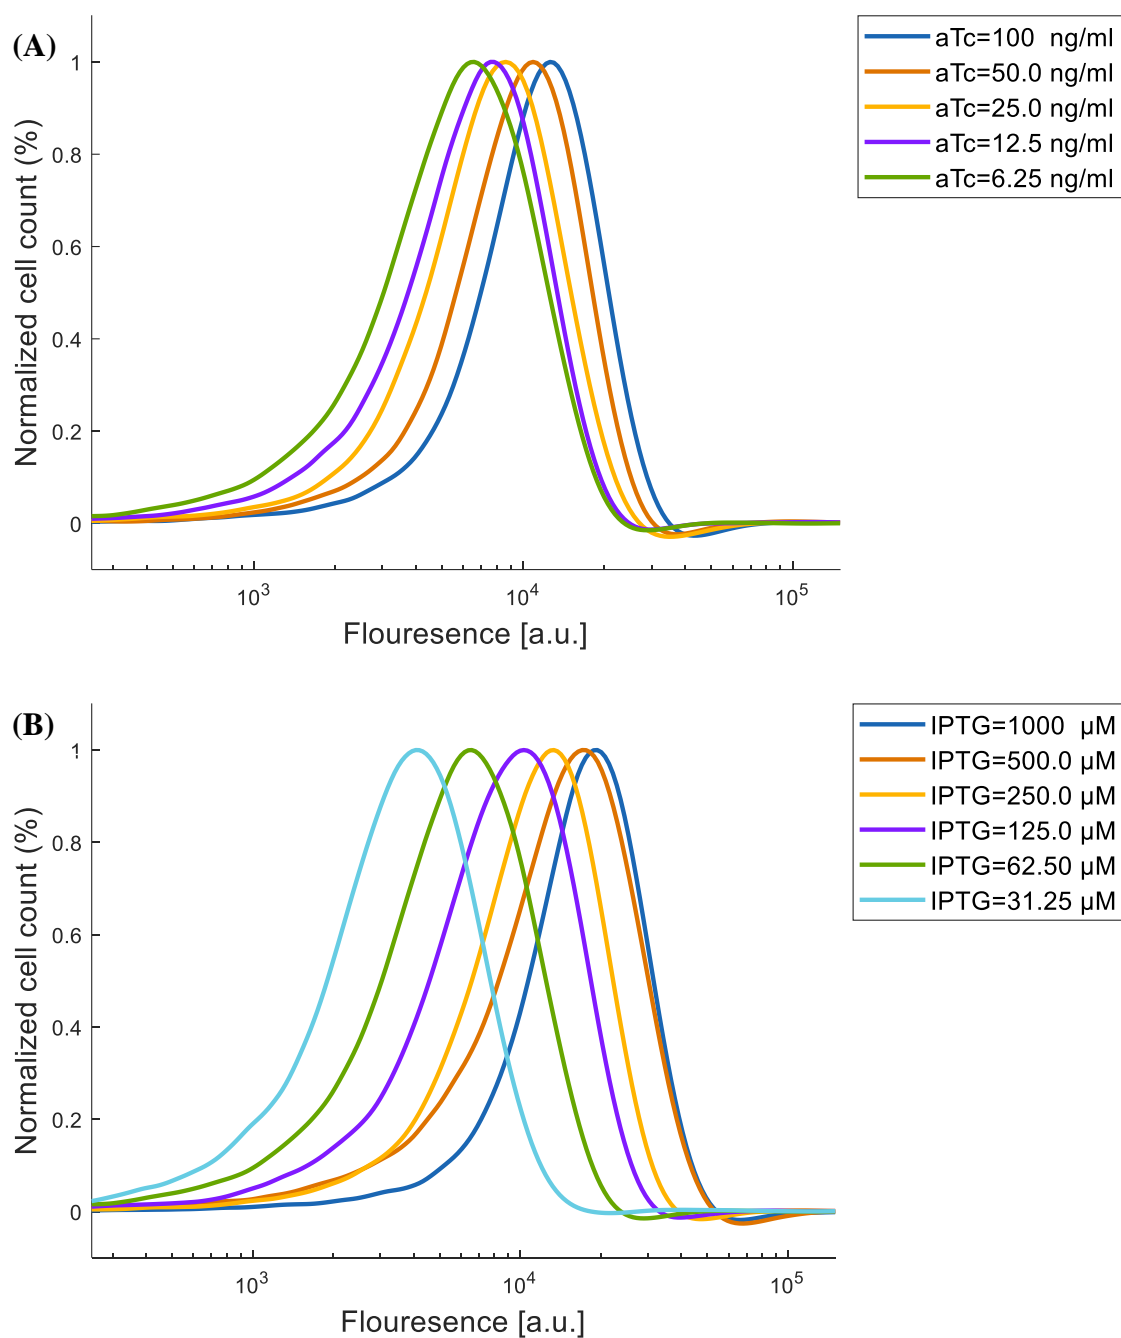 (A)
aTc=100 ng/ml
aTc=50.0 ng/ml
aTc=25.0 ng/ml
aTc=12.5 ng/ml
aTc=6.25 ng/ml
Normalized cell count (%)
1
0.8
0.6
0.4
0.2
0
10³
10⁴
10⁵
Flouresence [a.u.]
(B)
IPTG=1000 µM
IPTG=500.0 µM
IPTG=250.0 µM
IPTG=125.0 µM
IPTG=62.50 µM
IPTG=31.25 µM
Normalized cell count (%)
1
0.8
0.6
0.4
0.2
0
10³
10⁴
10⁵
Flouresence [a.u.]